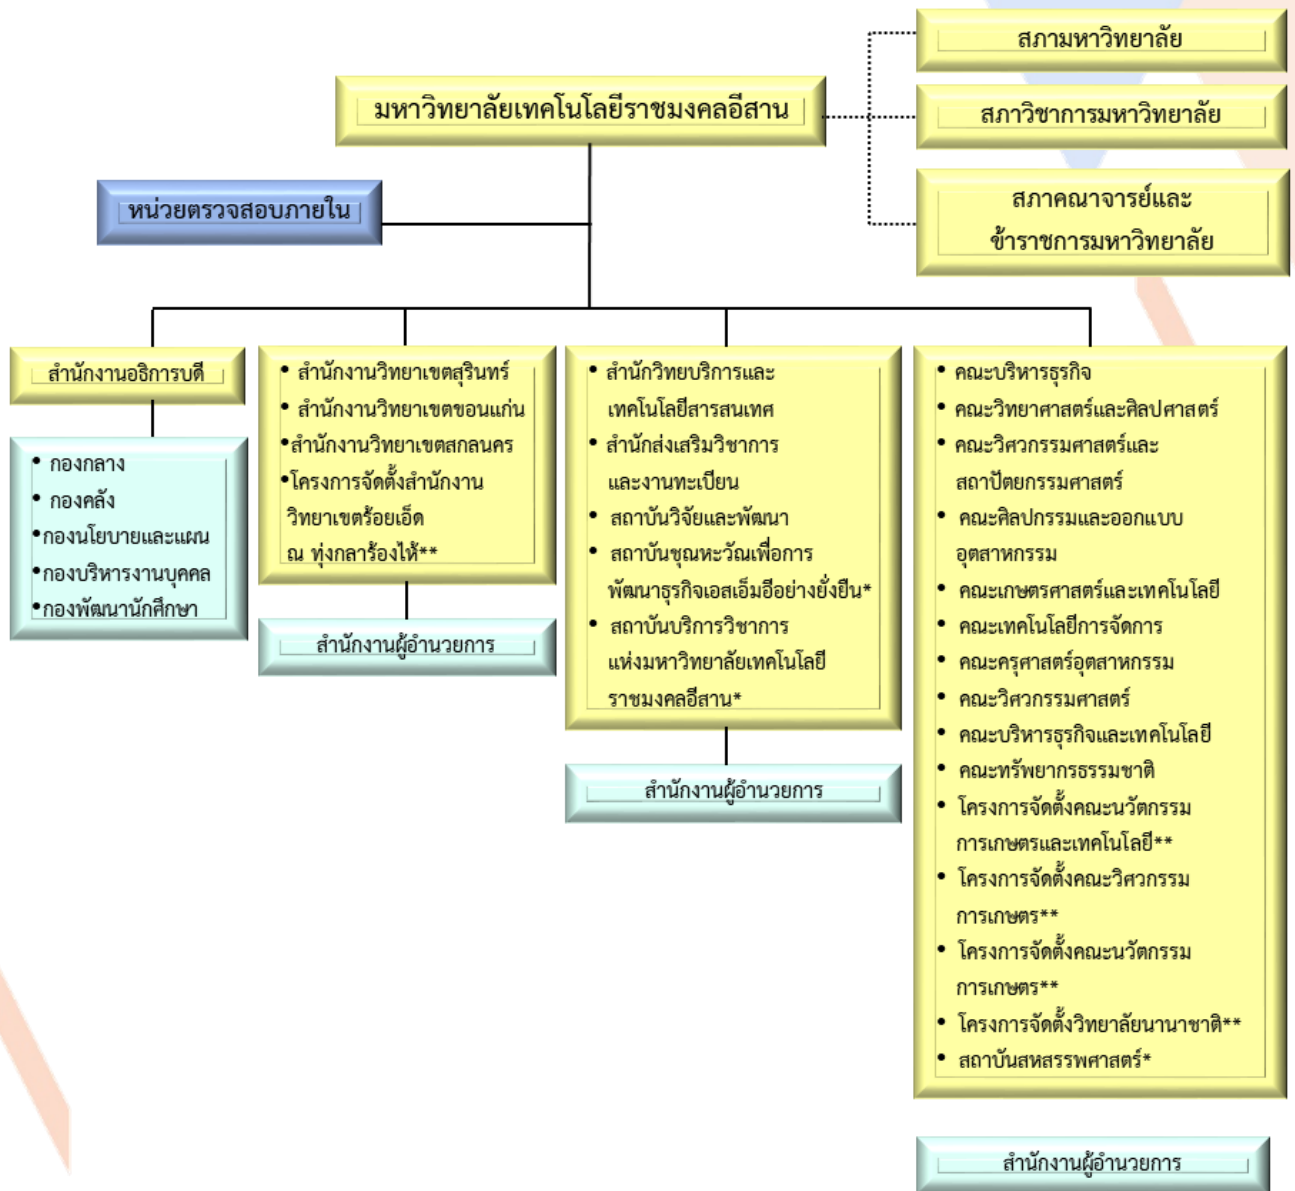 สภามหาวิทยาลัย
มหาวิทยาลัยเทคโนโลยีราชมงคลอีสาน
สภาวิชาการมหาวิทยาลัย
หน่วยตรวจสอบภายใน
สภาคณาจารย์และ
ข้าราชการมหาวิทยาลัย
สำนักงานอธิการบดี
• กองกลาง
• กองคลัง
•กองนโยบายและแผน
•กองบริหารงานบุคคล
•กองพัฒนานักศึกษา
• สำนักงานวิทยาเขตสุรินทร์
• สำนักงานวิทยาเขตขอนแก่น
•สำนักงานวิทยาเขตสกลนคร
•โครงการจัดตั้งสำนักงาน
วิทยาเขตร้อยเอ็ด
ณ ทุ่งกลาร้องไห้**
สำนักงานผู้อำนวยการ
• สำนักวิทยบริการและ
เทคโนโลยีสารสนเทศ
• สำนักส่งเสริมวิชาการ
และงานทะเบียน
• สถาบันวิจัยและพัฒนา
• สถาบันชุณหะวัณเพื่อการ
พัฒนาธุรกิจเอสเอ็มอีอย่างยั่งยืน*
• สถาบันบริการวิชาการ
แห่งมหาวิทยาลัยเทคโนโลยี
ราชมงคลอีสาน*
สำนักงานผู้อำนวยการ
• คณะบริหารธุรกิจ
• คณะวิทยาศาสตร์และศิลปศาสตร์
• คณะวิศวกรรมศาสตร์และ
สถาปัตยกรรมศาสตร์
• คณะศิลปกรรมและออกแบบ
อุตสาหกรรม
• คณะเกษตรศาสตร์และเทคโนโลยี
• คณะเทคโนโลยีการจัดการ
• คณะครุศาสตร์อุตสาหกรรม
• คณะวิศวกรรมศาสตร์
• คณะบริหารธุรกิจและเทคโนโลยี
• คณะทรัพยากรธรรมชาติ
• โครงการจัดตั้งคณะนวัตกรรม
การเกษตรและเทคโนโลยี**
• โครงการจัดตั้งคณะวิศวกรรม
การเกษตร**
• โครงการจัดตั้งคณะนวัตกรรม
การเกษตร**
• โครงการจัดตั้งวิทยาลัยนานาชาติ**
• สถาบันสหสรรพศาสตร์*
สำนักงานผู้อำนวยการ